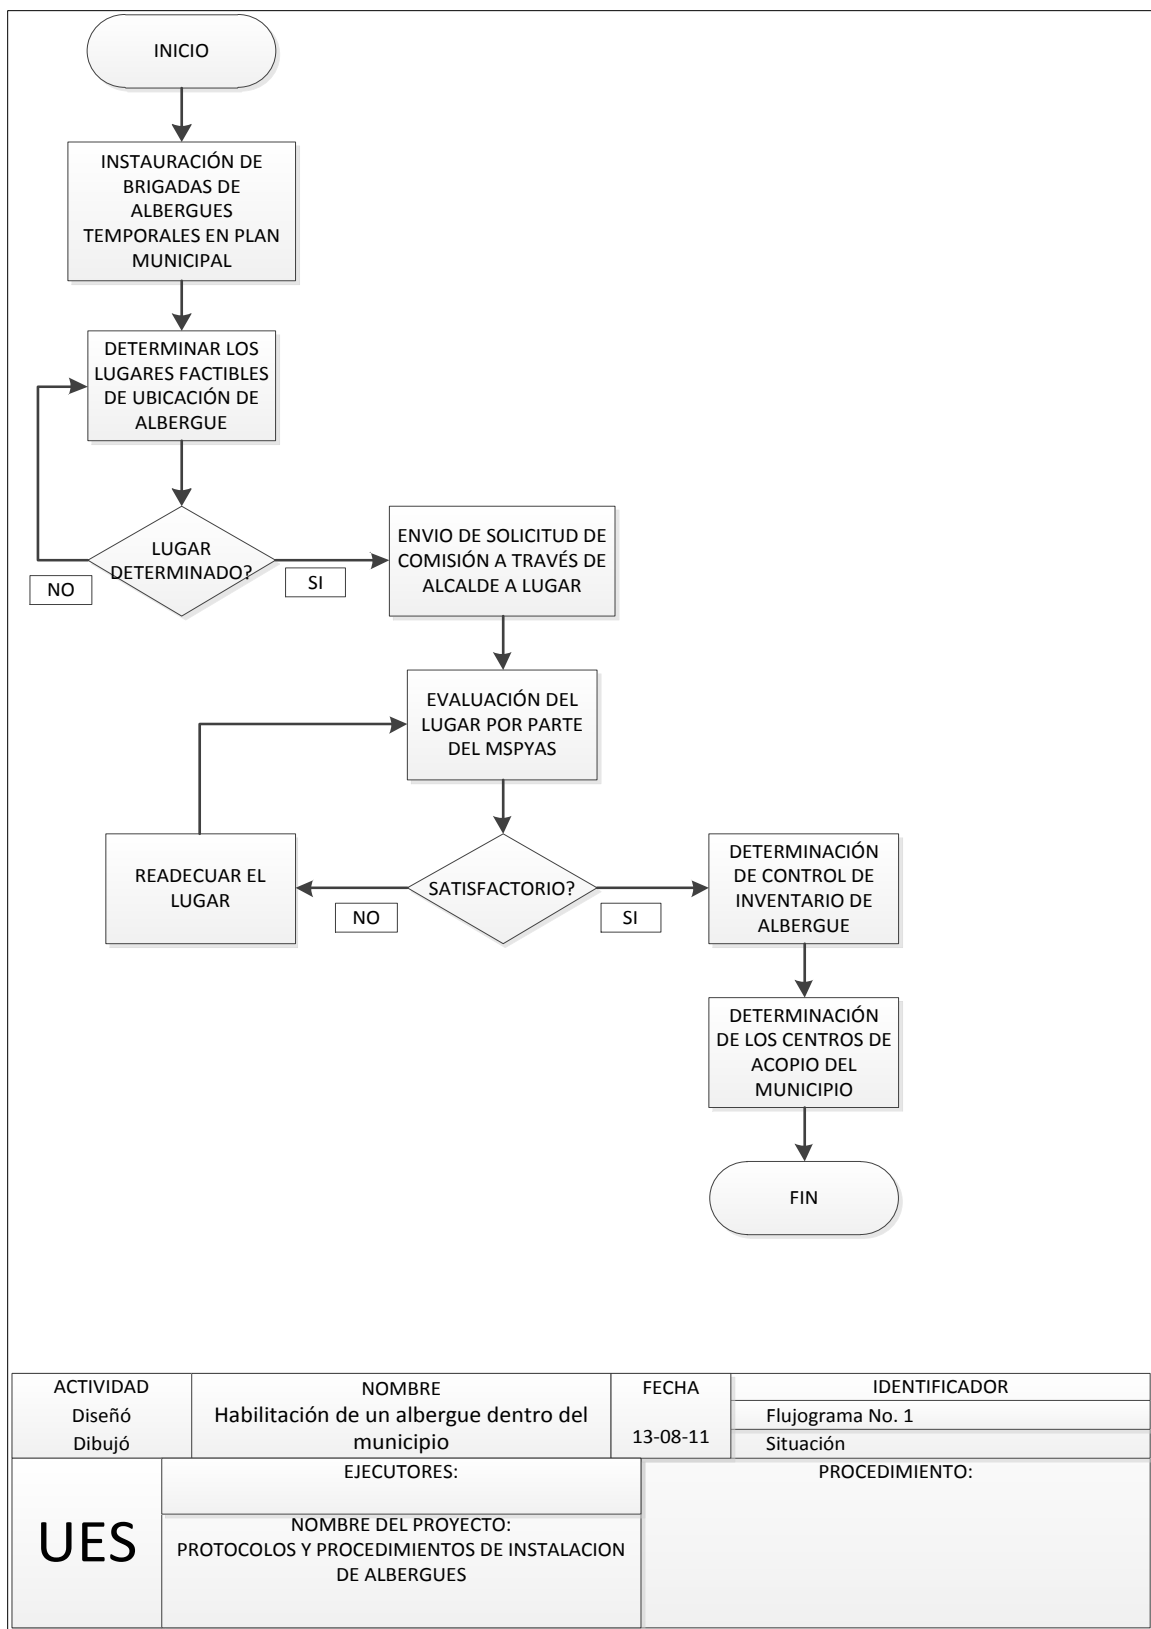 INICIO
INSTAURACIÓN DE
BRIGADAS DE
ALBERGUES
TEMPORALES EN PLAN
MUNICIPAL
DETERMINAR LOS
LUGARES FACTIBLES
DE UBICACIÓN DE
ALBERGUE
LUGAR
DETERMINADO?
NO
SI
ENVIO DE SOLICITUD DE
COMISIÓN A TRAVÉS DE
ALCALDE A LUGAR
EVALUACIÓN DEL
LUGAR POR PARTE
DEL MSPYAS
SATISFACTORIO?
NO
SI
READECUAR EL
LUGAR
DETERMINACIÓN
DE CONTROL DE
INVENTARIO DE
ALBERGUE
DETERMINACIÓN
DE LOS CENTROS DE
ACOPIO DEL
MUNICIPIO
FIN
ACTIVIDAD
Diseñó
Dibujó
NOMBRE
Habilitación de un albergue dentro del
municipio
FECHA
13-08-11
IDENTIFICADOR
Flujograma No. 1
Situación
UES
EJECUTORES:
NOMBRE DEL PROYECTO:
PROTOCOLOS Y PROCEDIMIENTOS DE INSTALACION
DE ALBERGUES
PROCEDIMIENTO: